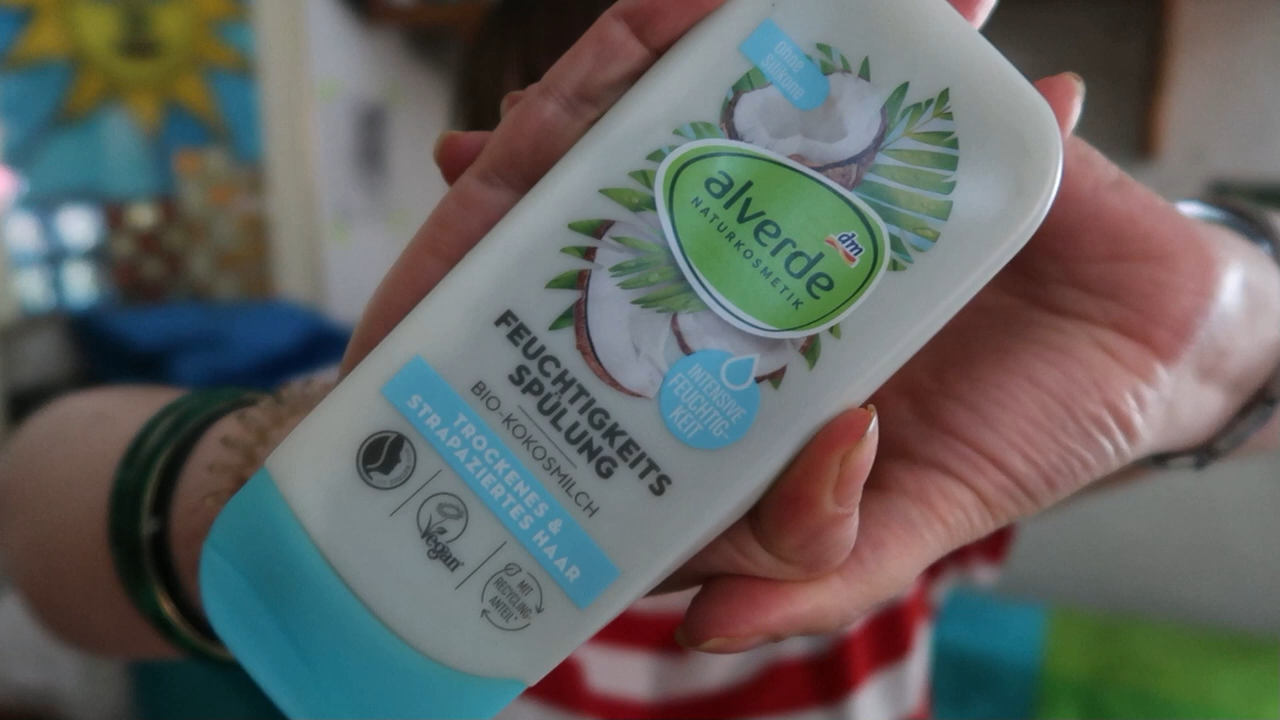 ohne
silikone
alverde
NATURKOSMETIK
dm
INTENSIVE
FEUCHTIG-
KEIT
FEUCHTIGKEITS
SPÜLUNG
BIO-KOKOSMILCH
TROCKENES &
STRAPAZIERTES HAAR
Vegan
MIT
RECYCLING-
ANTEIL*